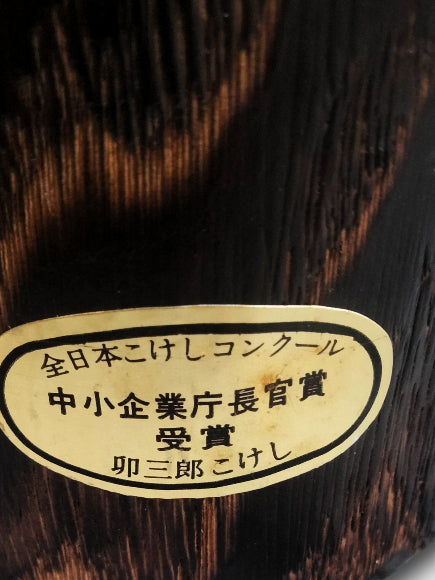 全日本こけしコンクール
中小企業庁長官賞
受賞
卯三郎こけし